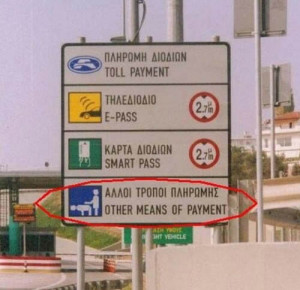 ΠΛΗΡΩΜΗ ΔΙΟΔΙΩΝ
TOLL PAYMENT
ΤΗΛΕΔΙΟΔΙΟ
E-PASS
2.7m
ΚΑΡΤΑ ΔΙΟΔΙΩΝ
SMART PASS
2.7m
ΑΛΛΟΙ ΤΡΟΠΟΙ ΠΛΗΡΩΜΗΣ
OTHER MEANS OF PAYMENT
VEHICLE